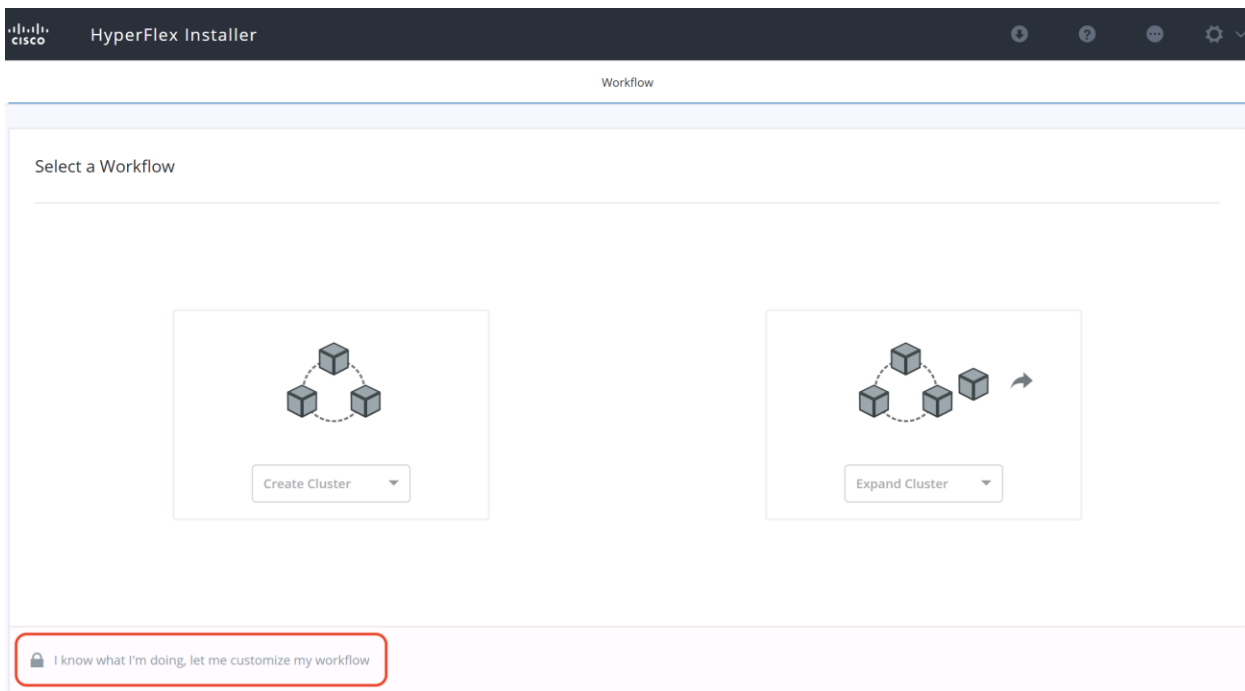 CISCO
HyperFlex Installer
Workflow
Select a Workflow
Create Cluster
Expand Cluster
I know what I'm doing, let me customize my workflow